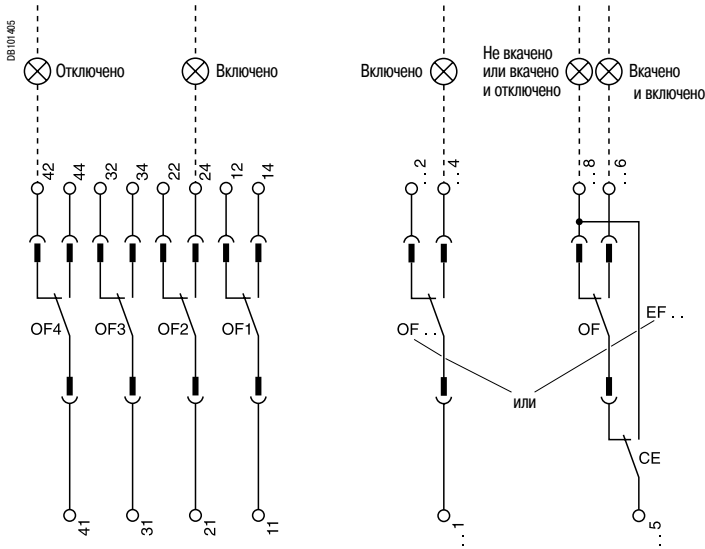 DB101405
Отключено
Включено
Включено
Не вкачено
или вкачено
и отключено
Вкачено
и включено
42
44
32
34
22
24
12
14
. . 2
. . 4
. . 8
. . 6
OF4
OF3
OF2
OF1
OF . .
OF
EF . .
или
CE
41
31
21
11
. . 1
. . 5